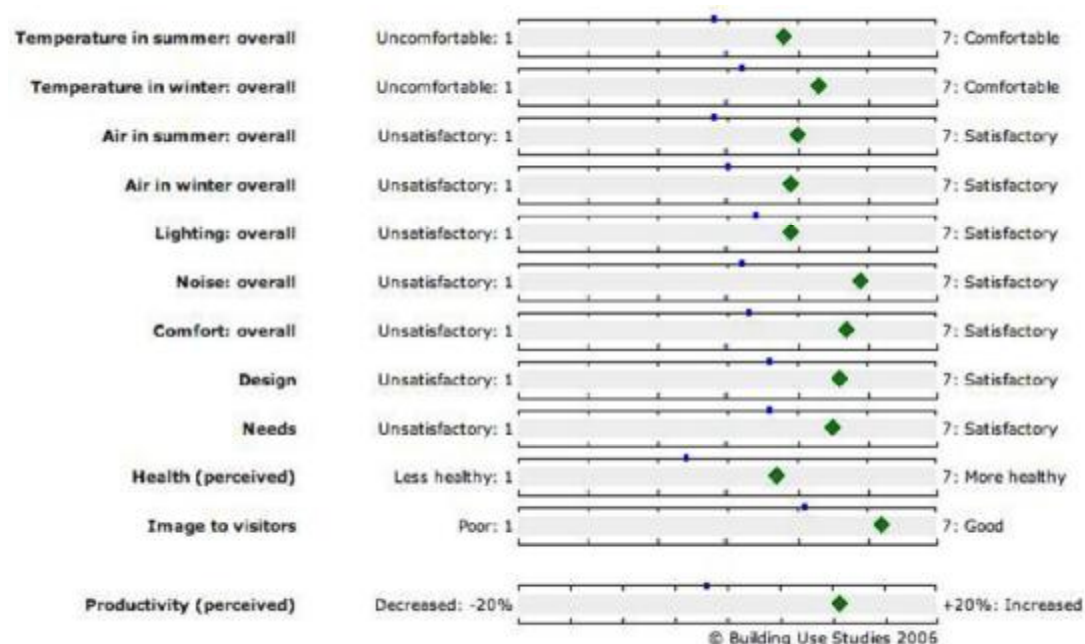 Temperature in summer: overall Uncomfortable: 1 7: Comfortable
Temperature in winter: overall Uncomfortable: 1 7: Comfortable
Air in summer: overall Unsatisfactory: 1 7: Satisfactory
Air in winter overall Unsatisfactory: 1 7: Satisfactory
Lighting: overall Unsatisfactory: 1 7: Satisfactory
Noise: overall Unsatisfactory: 1 7: Satisfactory
Comfort: overall Unsatisfactory: 1 7: Satisfactory
Design Unsatisfactory: 1 7: Satisfactory
Needs Unsatisfactory: 1 7: Satisfactory
Health (perceived) Less healthy: 1 7: More healthy
Image to visitors Poor: 1 7: Good
Productivity (perceived) Decreased: -20% +20%: Increased
© Building Use Studies 2006